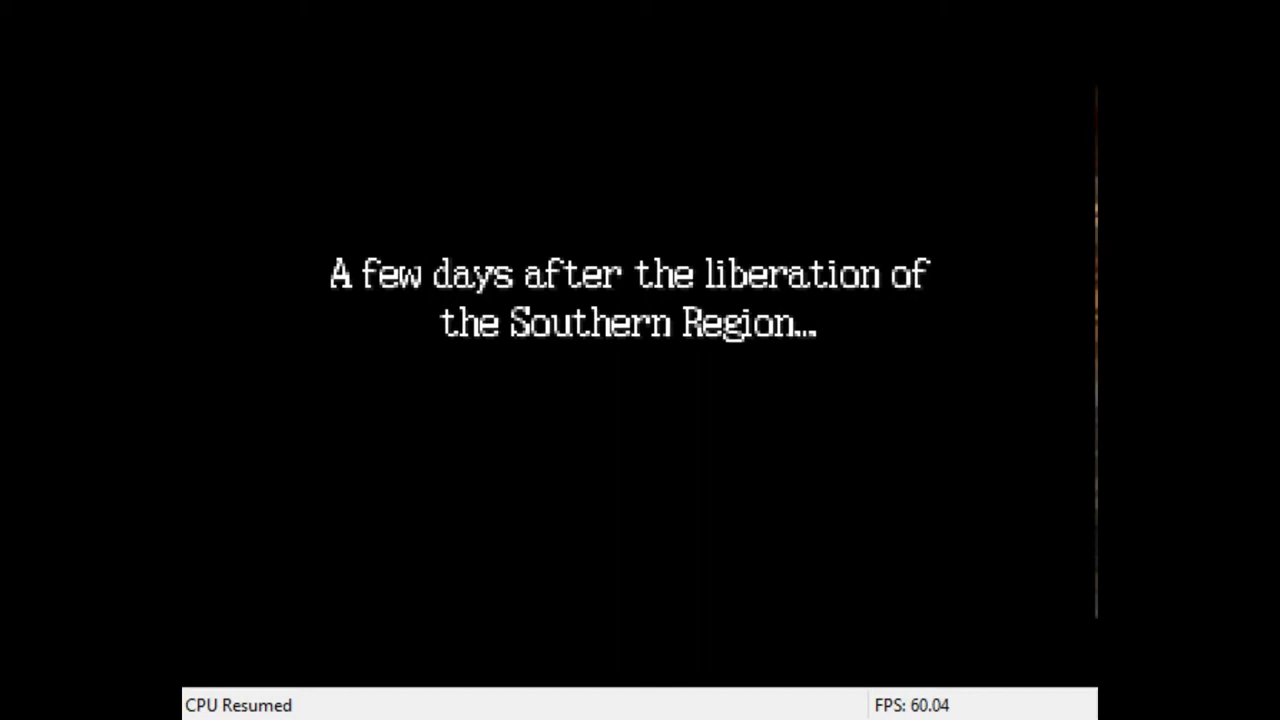 A few days after the liberation of
the Southern Region...
CPU Resumed
FPS: 60.04